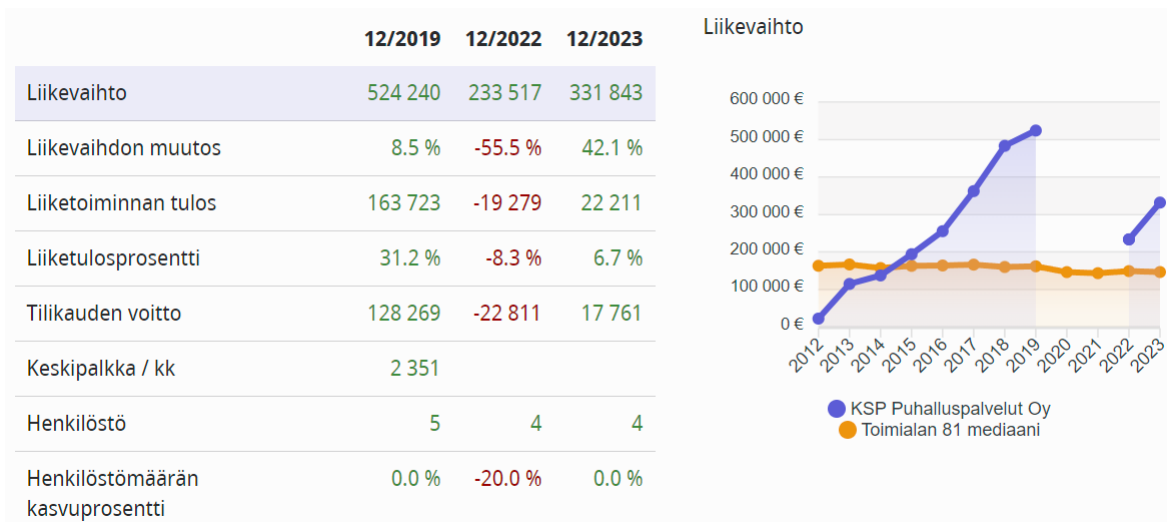 12/2019 12/2022 12/2023
Liikevaihto 524 240 233 517 331 843
Liikevaihdon muutos 8.5 % -55.5 % 42.1 %
Liiketoiminnan tulos 163 723 -19 279 22 211
Liiketulosprosentti 31.2 % -8.3 % 6.7 %
Tilikauden voitto 128 269 -22 811 17 761
Keskipalkka / kk 2 351
Henkilöstö 5 4 4
Henkilöstömäärän 0.0 % -20.0 % 0.0 %
kasvuprosentti
Liikevaihto
600 000 €
500 000 €
400 000 €
300 000 €
200 000 €
100 000 €
0 €
2012 2013 2014 2015 2016 2017 2018 2019 2020 2021 2022 2023
KSP Puhalluspalvelut Oy
Toimialan 81 mediaani